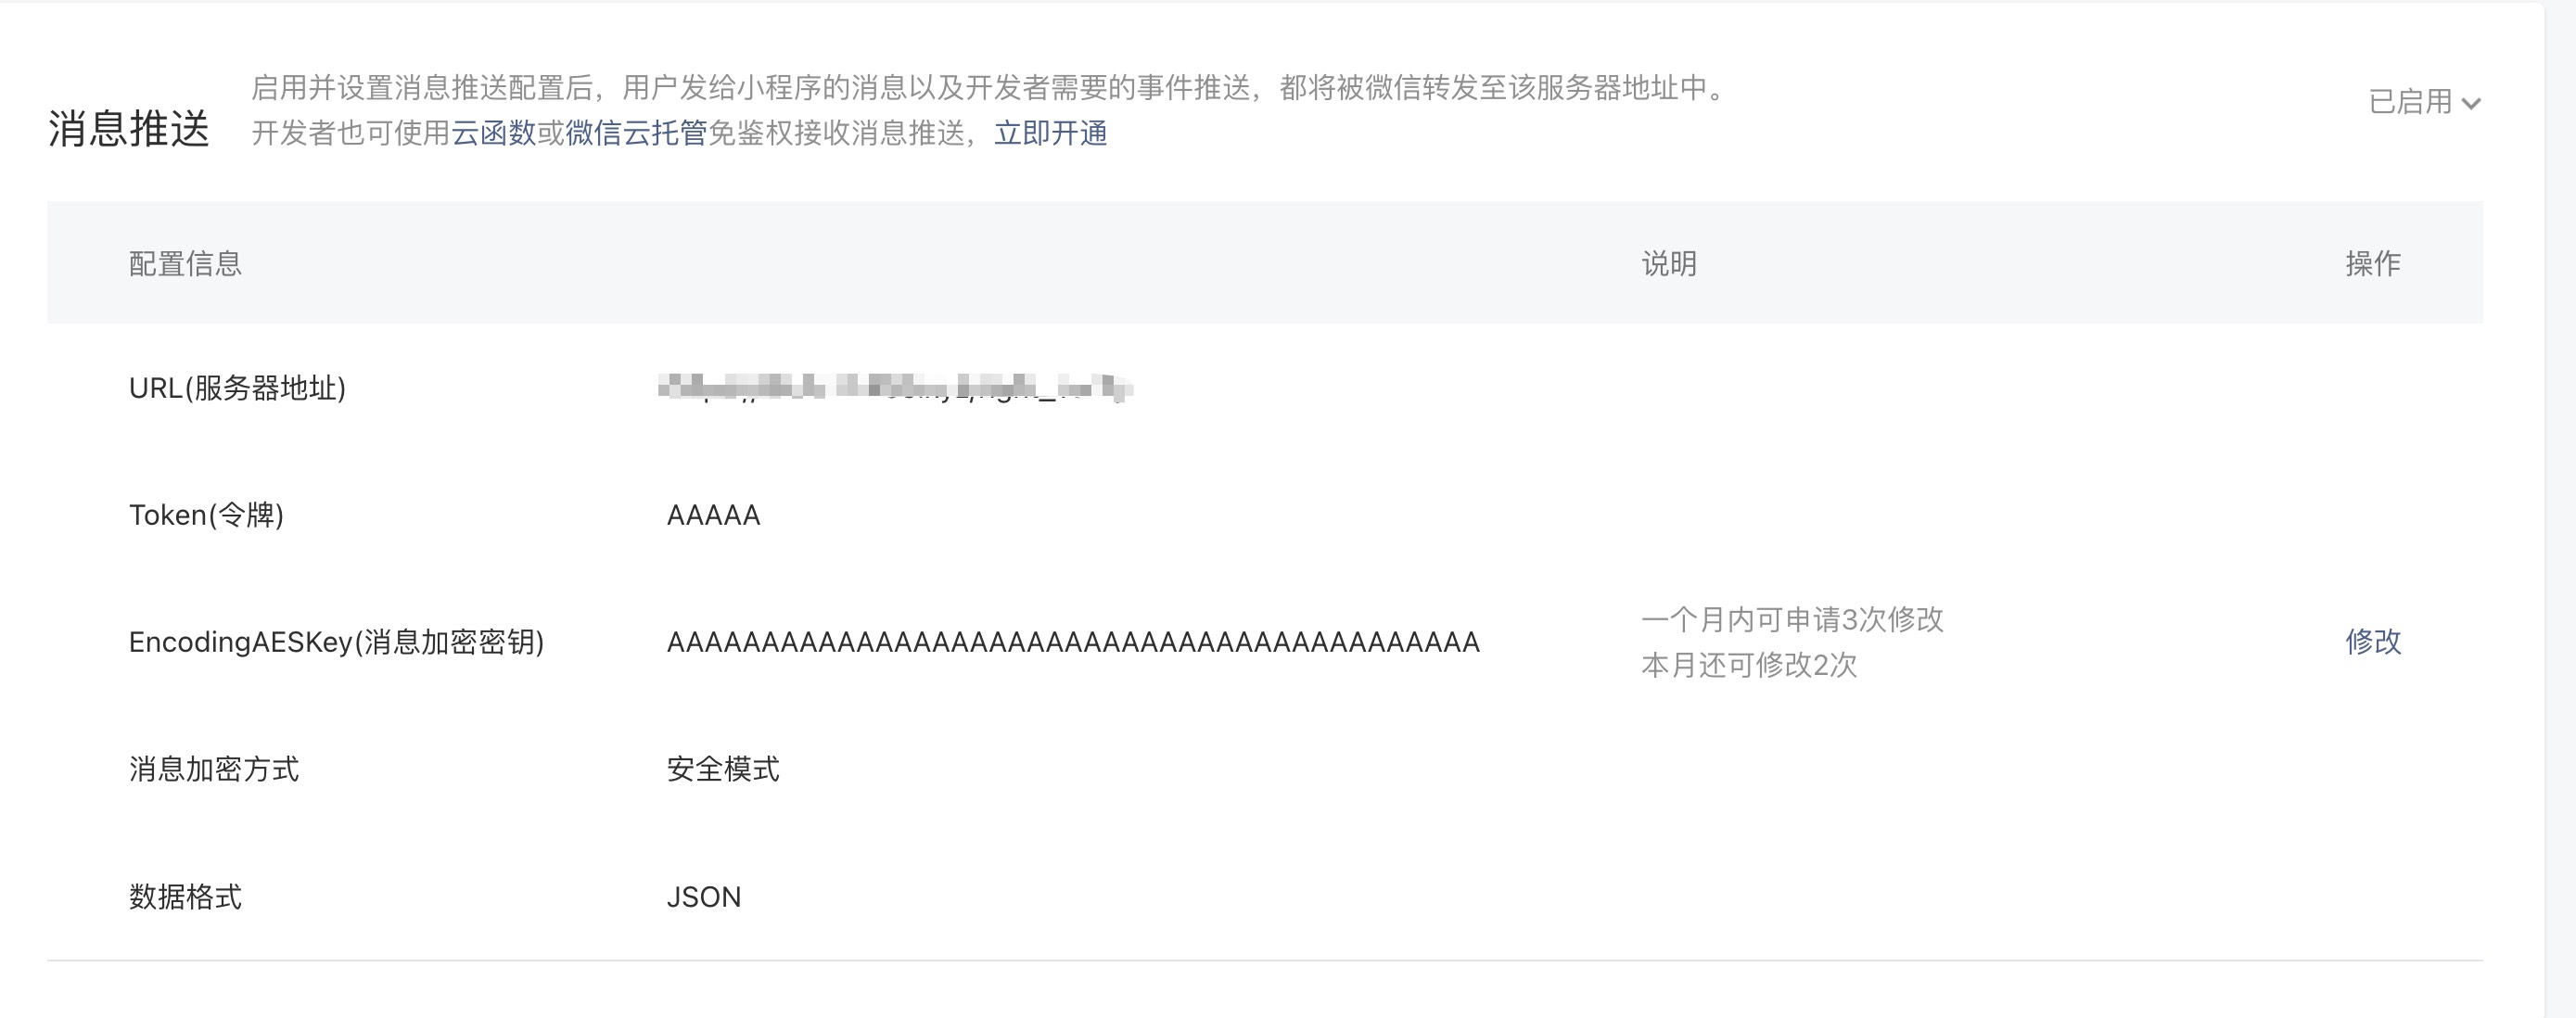 消息推送
启用并设置消息推送配置后，用户发给小程序的消息以及开发者需要的事件推送，都将被微信转发至该服务器地址中。
开发者也可使用云函数或微信云托管免鉴权接收消息推送，立即开通
已启用
配置信息 说明 操作
URL(服务器地址)
Token(令牌) AAAAA
EncodingAESKey(消息加密密钥) AAAAAAAAAAAAAAAAAAAAAAAAAAAAAAAAAAAAAAAAAAA
一个月内可申请3次修改
本月还可修改2次
修改
消息加密方式 安全模式
数据格式 JSON